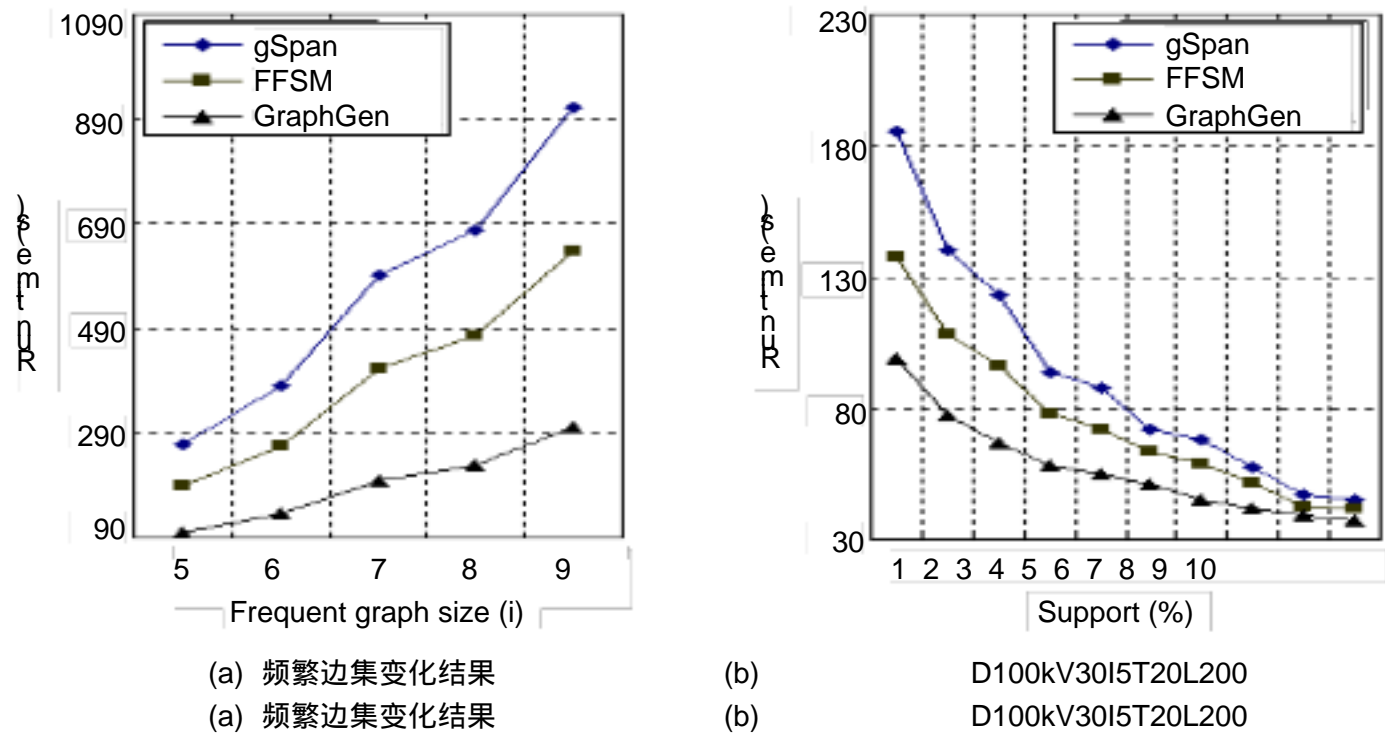 1090
890
690
490
290
90
gSpan
FFSM
GraphGen
Runtime(s)
5 6 7 8 9
Frequent graph size (i)
230
180
130
80
30
gSpan
FFSM
GraphGen
Runtime(s)
1 2 3 4 5 6 7 8 9 10
Support (%)
(a) 频繁边集变化结果 (b) D100kV30I5T20L200
(a) 频繁边集变化结果 (b) D100kV30I5T20L200